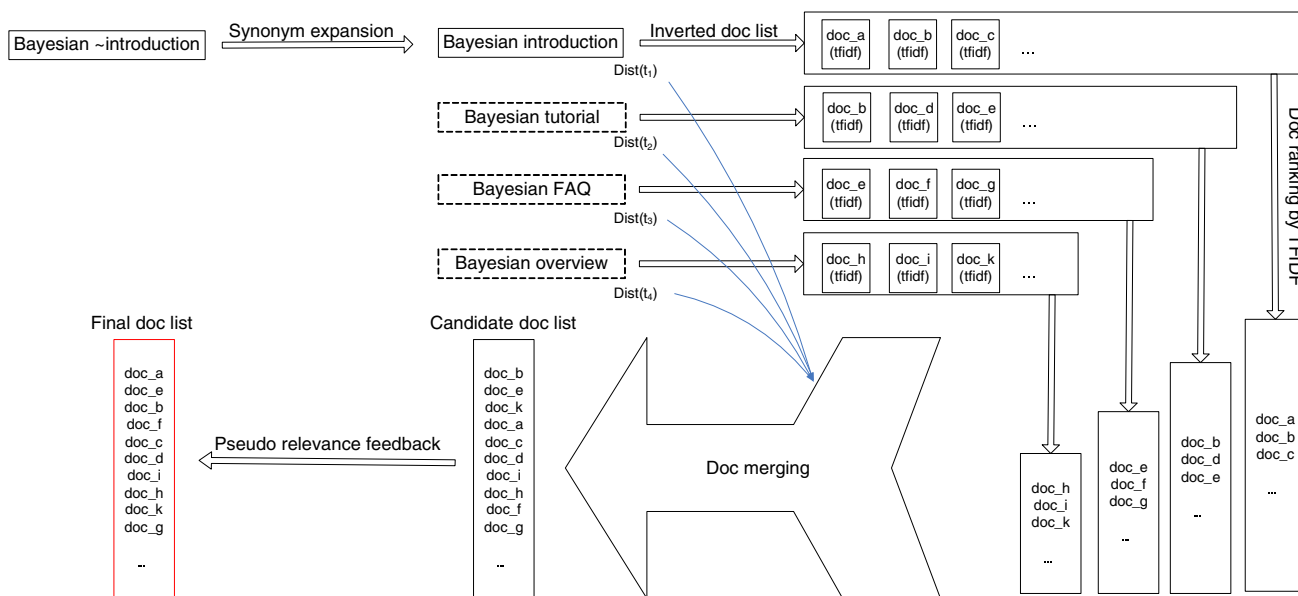 Bayesian ~introduction
Synonym expansion
Bayesian introduction
Inverted doc list
doc_a
(tfidf)
doc_b
(tfidf)
doc_c
(tfidf)
...
Dist(t₁)
Bayesian tutorial
doc_b
(tfidf)
doc_d
(tfidf)
doc_e
(tfidf)
...
Dist(t₂)
Bayesian FAQ
doc_e
(tfidf)
doc_f
(tfidf)
doc_g
(tfidf)
...
Dist(t₃)
Bayesian overview
doc_h
(tfidf)
doc_i
(tfidf)
doc_k
(tfidf)
...
Dist(t₄)
Doc ranking by TFIDF
Final doc list
doc_a
doc_e
doc_b
doc_f
doc_c
doc_d
doc_i
doc_h
doc_k
doc_g
...
Pseudo relevance feedback
Candidate doc list
doc_b
doc_e
doc_k
doc_a
doc_c
doc_d
doc_i
doc_h
doc_f
doc_g
...
Doc merging
doc_h
doc_i
doc_k
...
doc_e
doc_f
doc_g
...
doc_b
doc_d
doc_e
...
doc_a
doc_b
doc_c
...